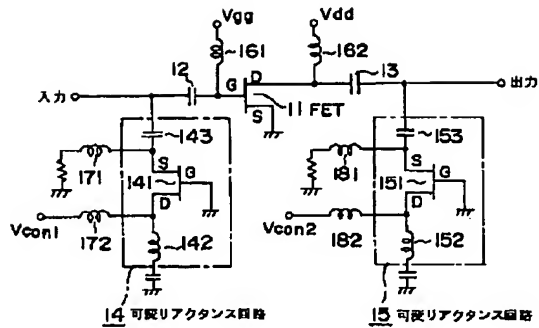 Vgg
Vdd
161
162
12
13
G
D
入力
11 FET
出力
S
143
153
171
S
141
G
D
181
S
151
G
D
Vcon1
172
142
Vcon2
182
152
14 可変リアクタンス回路
15 可変リアクタンス回路